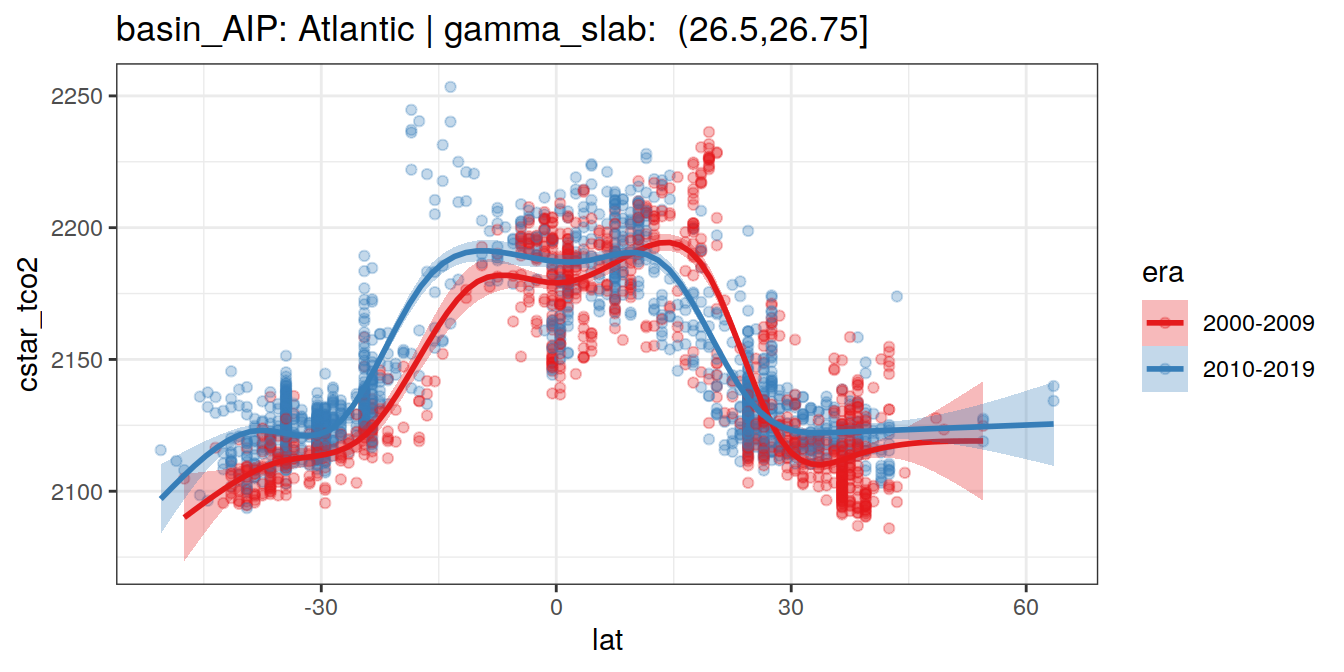 basin_AIP: Atlantic | gamma_slab:  (26.5,26.75]
2250
2200
2150
2100
cstar_tco2
-30
0
30
60
lat
era
2000-2009
2010-2019